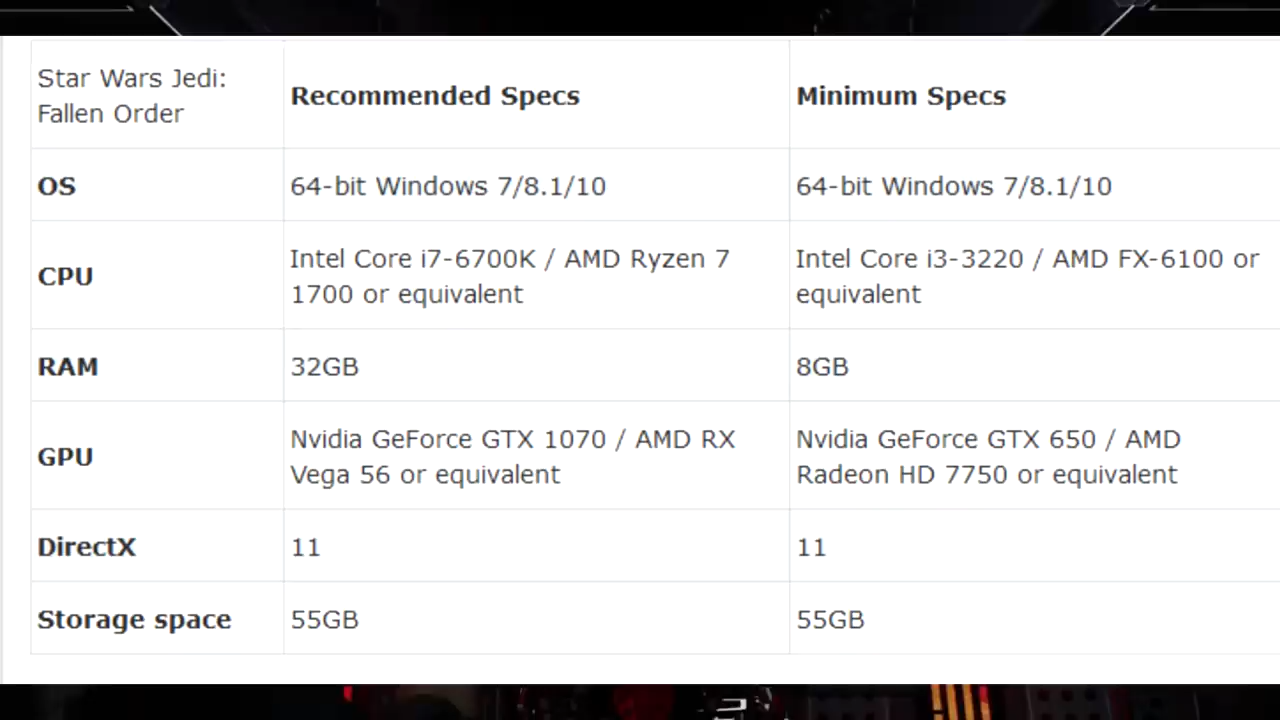 Star Wars Jedi:
Fallen Order
Recommended Specs
Minimum Specs
OS
64-bit Windows 7/8.1/10
64-bit Windows 7/8.1/10
CPU
Intel Core i7-6700K / AMD Ryzen 7
1700 or equivalent
Intel Core i3-3220 / AMD FX-6100 or
equivalent
RAM
32GB
8GB
GPU
Nvidia GeForce GTX 1070 / AMD RX
Vega 56 or equivalent
Nvidia GeForce GTX 650 / AMD
Radeon HD 7750 or equivalent
DirectX
11
11
Storage space
55GB
55GB